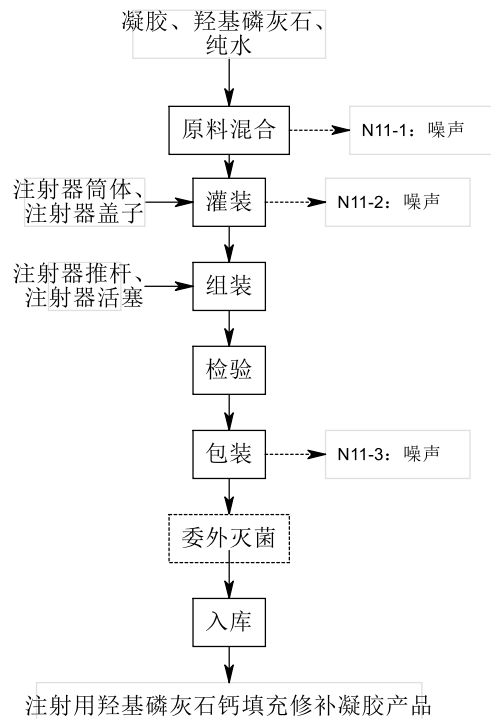 凝胶、羟基磷灰石、
纯水
原料混合
N11-1：噪声
注射器筒体、
注射器盖子
灌装
N11-2：噪声
注射器推杆、
注射器活塞
组装
检验
包装
N11-3：噪声
委外灭菌
入库
注射用羟基磷灰石钙填充修补凝胶产品